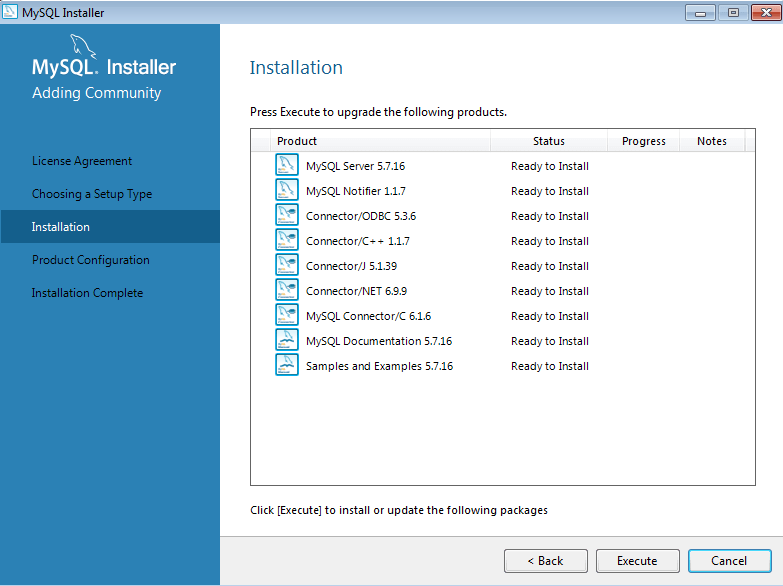 MySQL Installer
MySQL. Installer
Adding Community
License Agreement
Choosing a Setup Type
Installation
Product Configuration
Installation Complete
Installation
Press Execute to upgrade the following products.
Product Status Progress Notes
MySQL Server 5.7.16 Ready to Install
MySQL Notifier 1.1.7 Ready to Install
Connector/ODBC 5.3.6 Ready to Install
Connector/C++ 1.1.7 Ready to Install
Connector/J 5.1.39 Ready to Install
Connector/NET 6.9.9 Ready to Install
MySQL Connector/C 6.1.6 Ready to Install
MySQL Documentation 5.7.16 Ready to Install
Samples and Examples 5.7.16 Ready to Install
Click [Execute] to install or update the following packages
< Back Execute Cancel